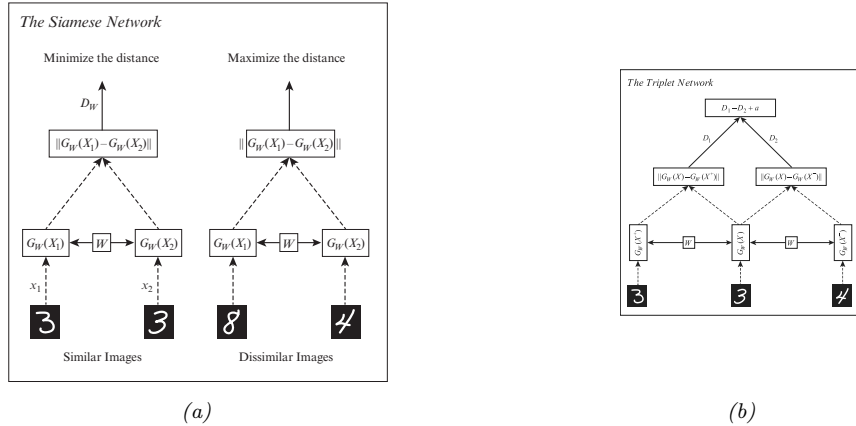 The Siamese Network
Minimize the distance
Maximize the distance
D_W
||G_W(X_1)−G_W(X_2)||
||G_W(X_1)−G_W(X_2)||
G_W(X_1)
W
G_W(X_2)
G_W(X_1)
W
G_W(X_2)
x_1
x_2
3
3
8
4
Similar Images
Dissimilar Images
(a)
The Triplet Network
D_1−D_2+a
D_1
D_2
||G_W(X)−G_W(X⁺)||
||G_W(X)−G_W(X⁻)||
W
G_W(X)
W
G_W(X⁻)
3
3
4
(b)